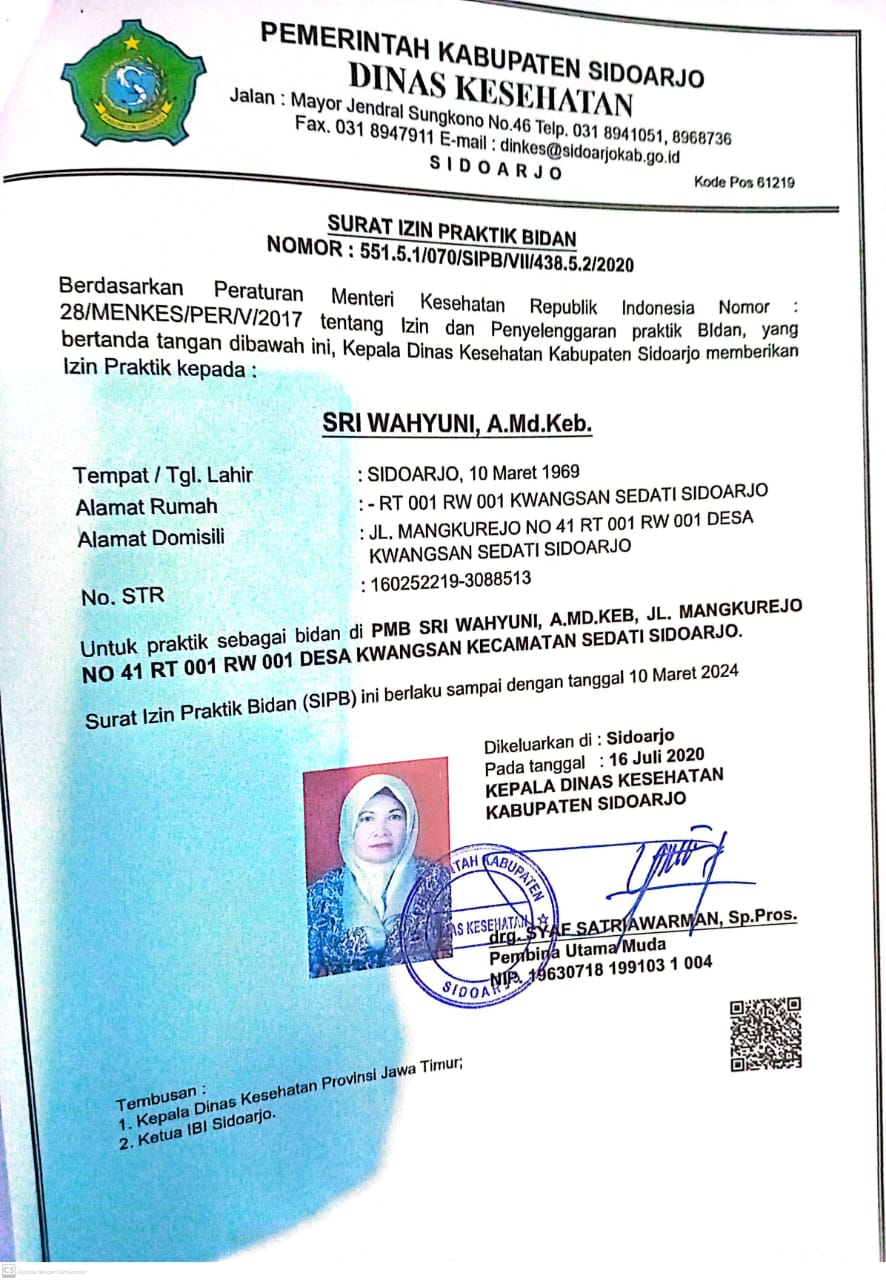 PEMERINTAH KABUPATEN SIDOARJO
DINAS KESEHATAN
Jalan : Mayor Jendral Sungkono No.46 Telp. 031 8941051, 8968736
Fax. 031 8947911 E-mail : dinkes@sidoarjokab.go.id
S I D O A R J O
Kode Pos 61219
SURAT IZIN PRAKTIK BIDAN
NOMOR : 551.5.1/070/SIPB/VII/438.5.2/2020
Berdasarkan Peraturan Menteri Kesehatan Republik Indonesia Nomor :
28/MENKES/PER/V/2017 tentang Izin dan Penyelenggaran praktik BIdan, yang
bertanda tangan dibawah ini, Kepala Dinas Kesehatan Kabupaten Sidoarjo memberikan
Izin Praktik kepada :
SRI WAHYUNI, A.Md.Keb.
Tempat / Tgl. Lahir : SIDOARJO, 10 Maret 1969
Alamat Rumah : - RT 001 RW 001 KWANGSAN SEDATI SIDOARJO
Alamat Domisili : JL. MANGKUREJO NO 41 RT 001 RW 001 DESA
KWANGSAN SEDATI SIDOARJO
No. STR : 160252219-3088513
Untuk praktik sebagai bidan di PMB SRI WAHYUNI, A.MD.KEB, JL. MANGKUREJO
NO 41 RT 001 RW 001 DESA KWANGSAN KECAMATAN SEDATI SIDOARJO.
Surat Izin Praktik Bidan (SIPB) ini berlaku sampai dengan tanggal 10 Maret 2024
Dikeluarkan di : Sidoarjo
Pada tanggal : 16 Juli 2020
KEPALA DINAS KESEHATAN
KABUPATEN SIDOARJO
KABUPATEN
KESEHATAN
SIDOARJO
drg. SYAF SATRIAWARMAN, Sp.Pros.
Pembina Utama Muda
NIP. 19630718 199103 1 004
Tembusan :
1. Kepala Dinas Kesehatan Provinsi Jawa Timur;
2. Ketua IBI Sidoarjo.
CS